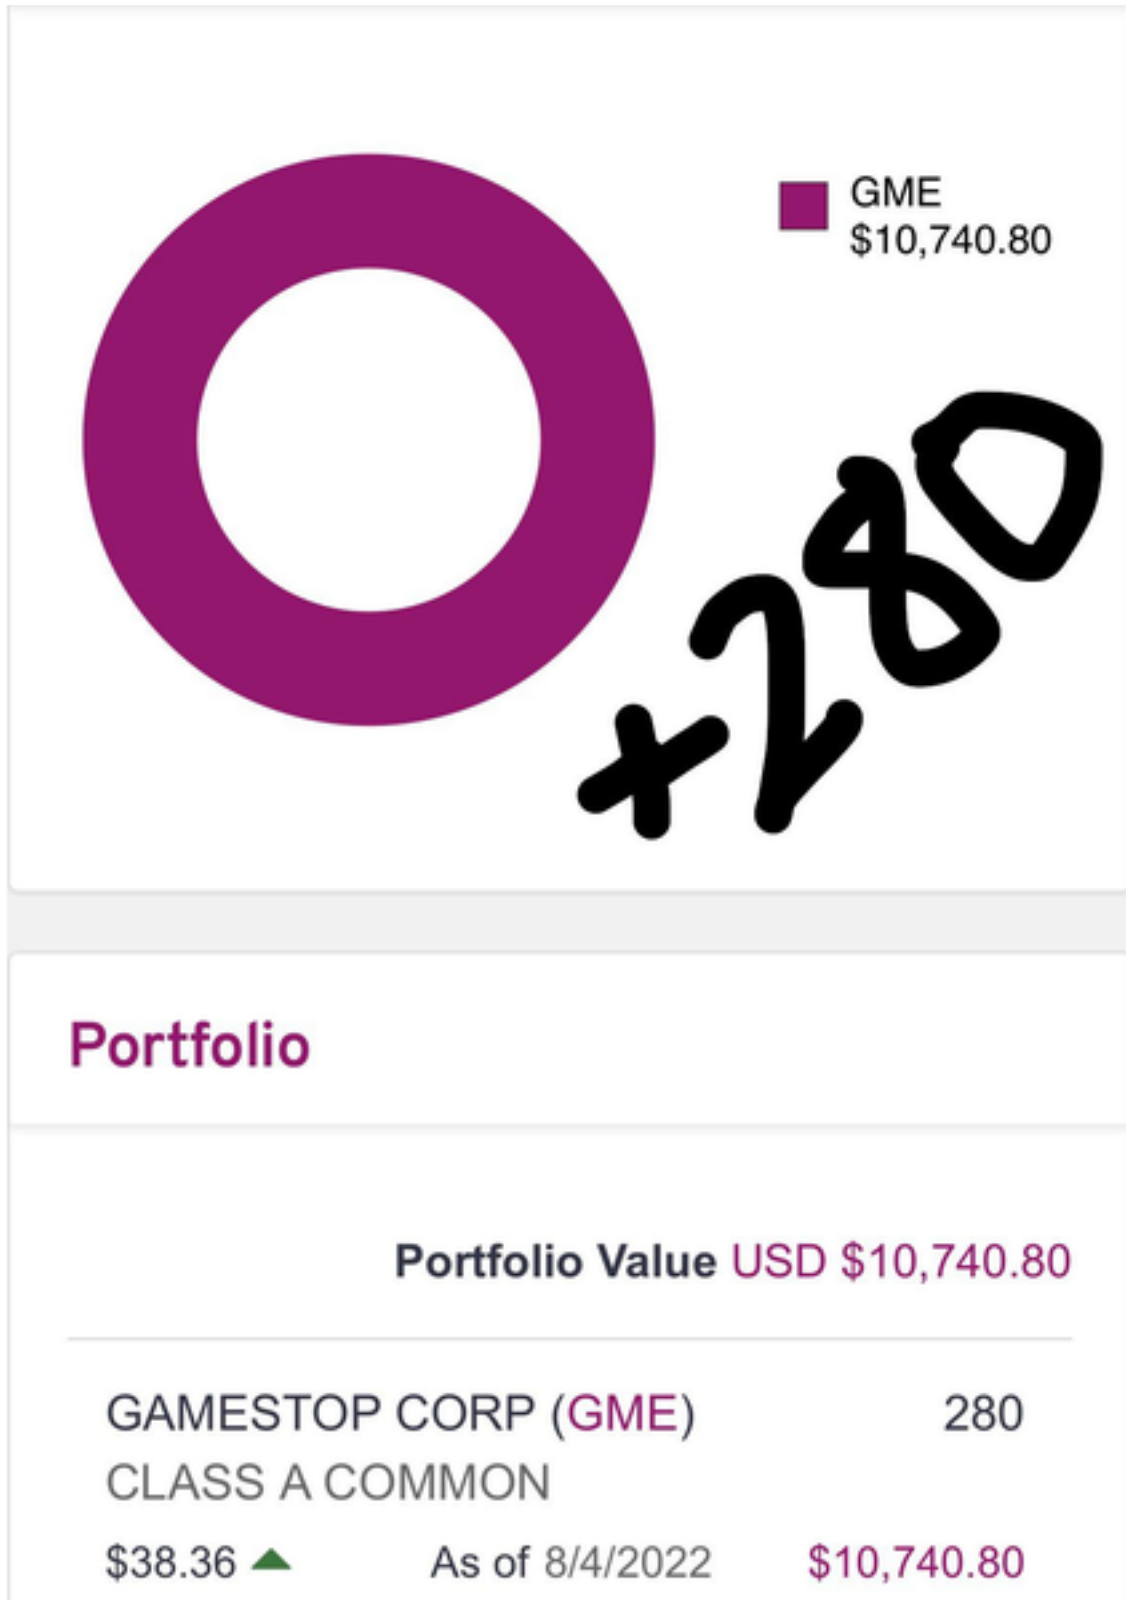 GME
$10,740.80
+280
Portfolio
Portfolio Value USD $10,740.80
GAMESTOP CORP (GME) 280
CLASS A COMMON
$38.36 ▲ As of 8/4/2022 $10,740.80